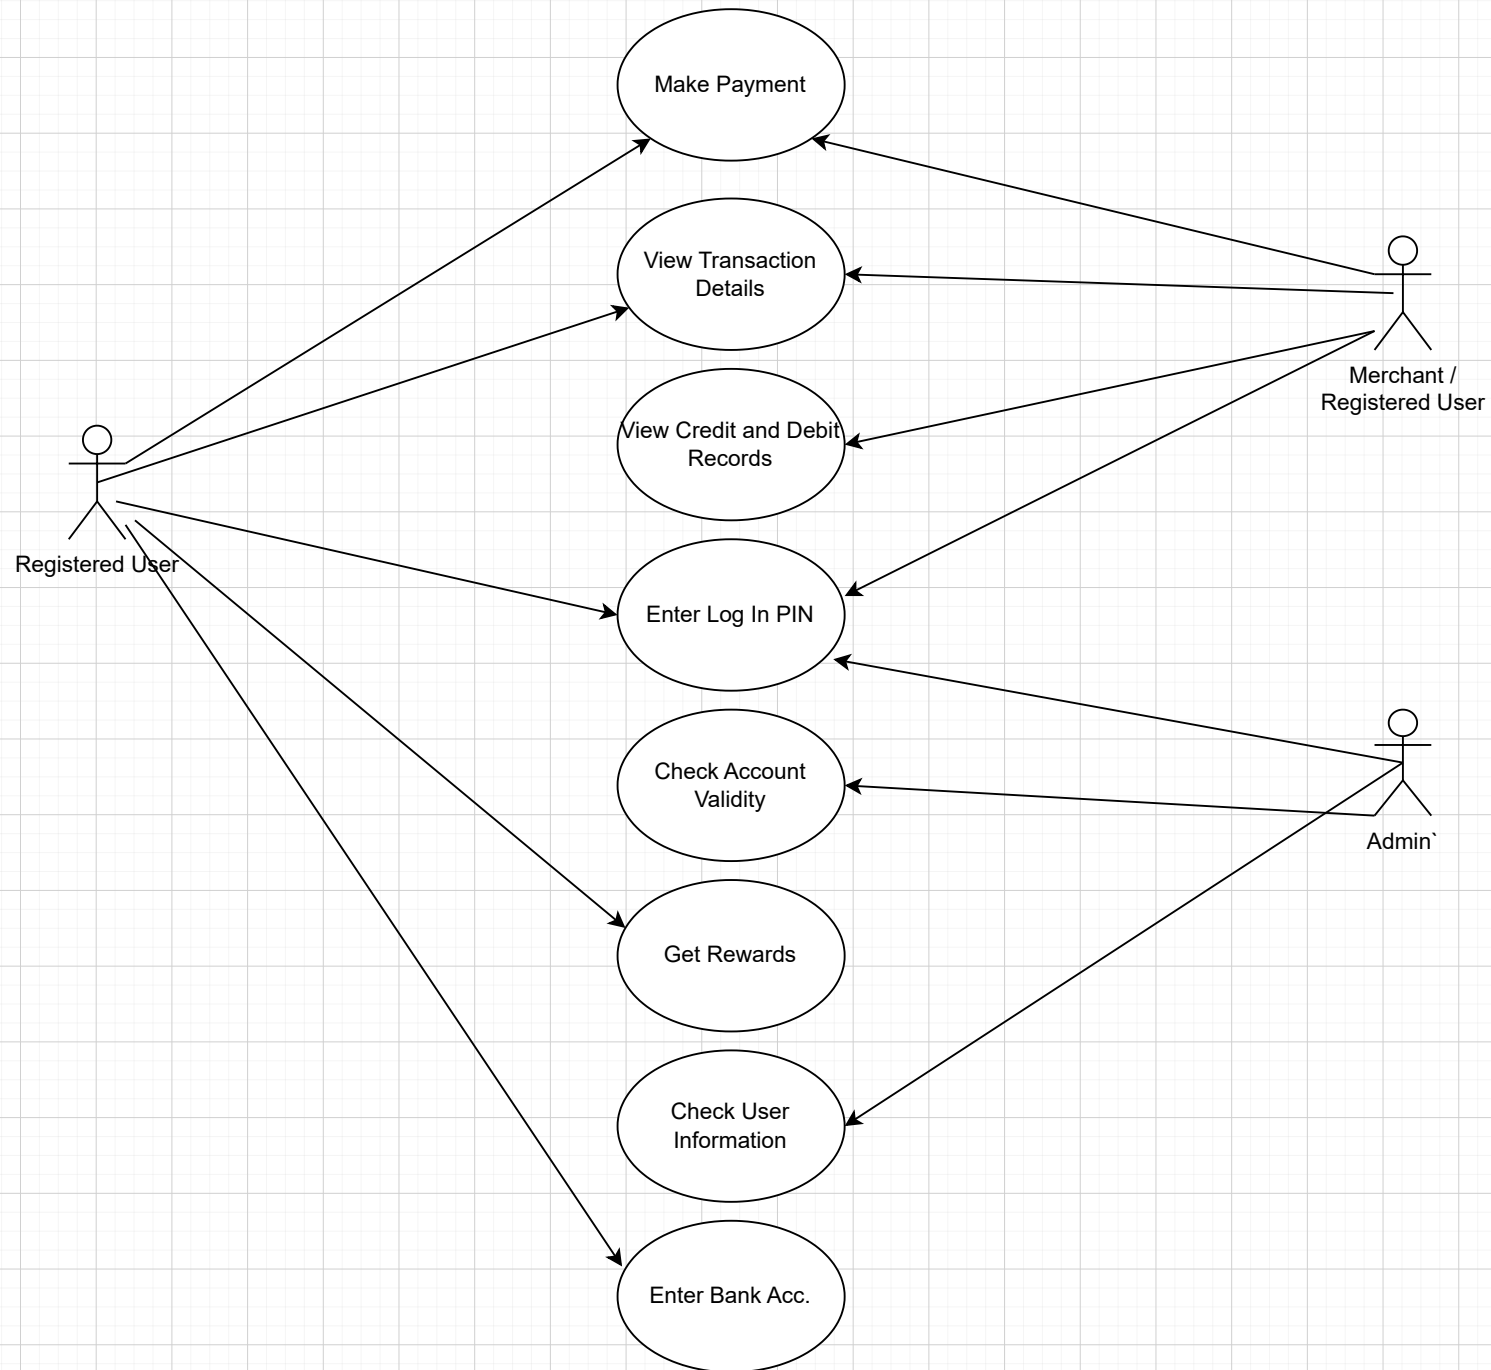 Make Payment
View Transaction
Details
Merchant /
Registered User
View Credit and Debit
Records
Registered User
Enter Log In PIN
Check Account
Validity
Admin`
Get Rewards
Check User
Information
Enter Bank Acc.